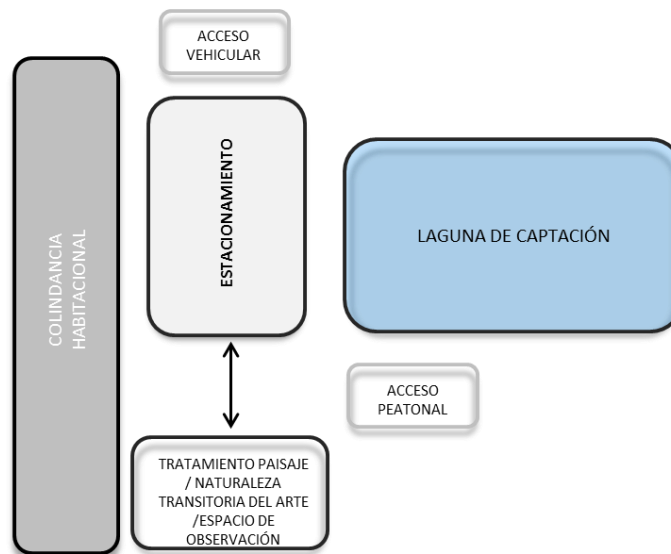 ACCESO
VEHICULAR
COLINDANCIA
HABITACIONAL
ESTACIONAMIENTO
LAGUNA DE CAPTACIÓN
ACCESO
PEATONAL
TRATAMIENTO PAISAJE
/ NATURALEZA
TRANSITORIA DEL ARTE
/ESPACIO DE
OBSERVACIÓN